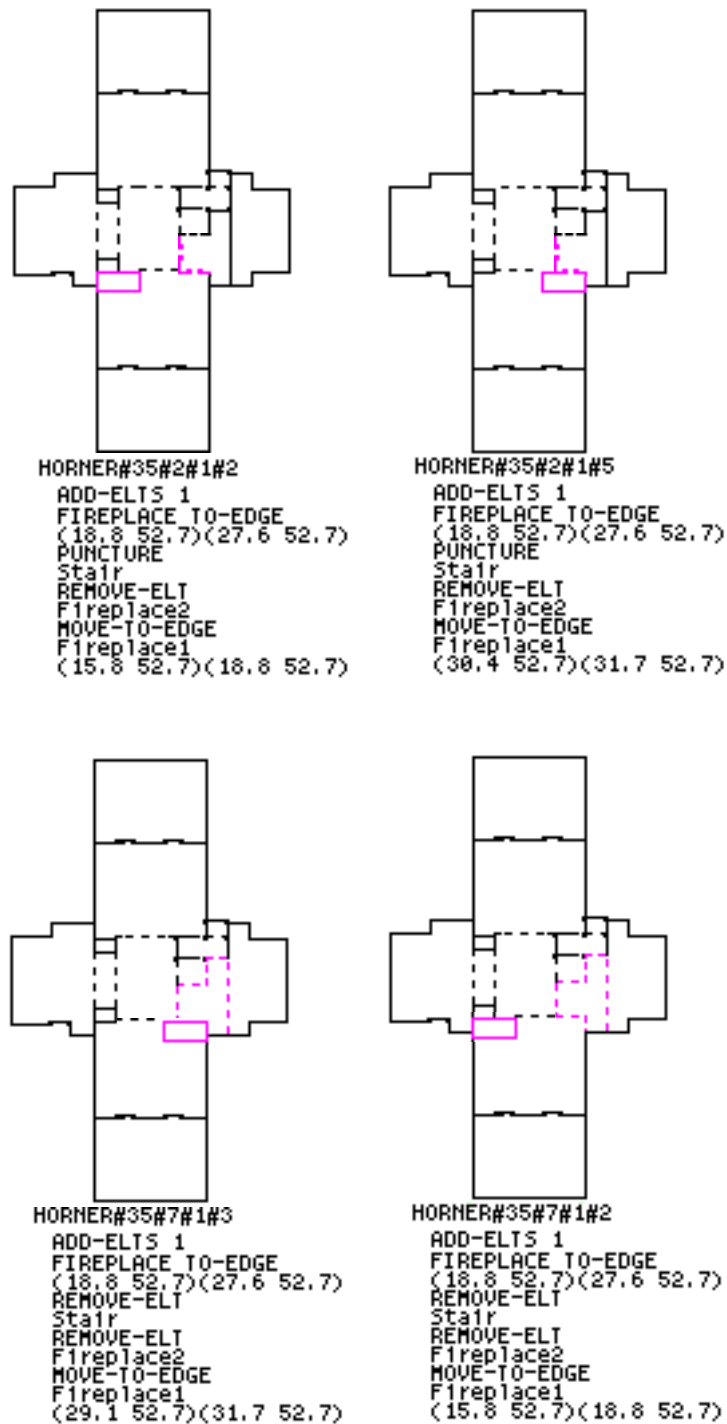 HORNER#35#2#1#2
ADD-ELTS 1
FIREPLACE TO-EDGE
(18.8 52.7)(27.6 52.7)
PUNCTURE
Stair
REMOVE-ELT
Fireplace2
MOVE-TO-EDGE
Fireplace1
(15.8 52.7)(18.8 52.7)
HORNER#35#2#1#5
ADD-ELTS 1
FIREPLACE TO-EDGE
(18.8 52.7)(27.6 52.7)
PUNCTURE
Stair
REMOVE-ELT
Fireplace2
MOVE-TO-EDGE
Fireplace1
(30.4 52.7)(31.7 52.7)
HORNER#35#7#1#3
ADD-ELTS 1
FIREPLACE TO-EDGE
(18.8 52.7)(27.6 52.7)
REMOVE-ELT
Stair
REMOVE-ELT
Fireplace2
MOVE-TO-EDGE
Fireplace1
(29.1 52.7)(31.7 52.7)
HORNER#35#7#1#2
ADD-ELTS 1
FIREPLACE TO-EDGE
(18.8 52.7)(27.6 52.7)
REMOVE-ELT
Stair
REMOVE-ELT
Fireplace2
MOVE-TO-EDGE
Fireplace1
(15.8 52.7)(18.8 52.7)